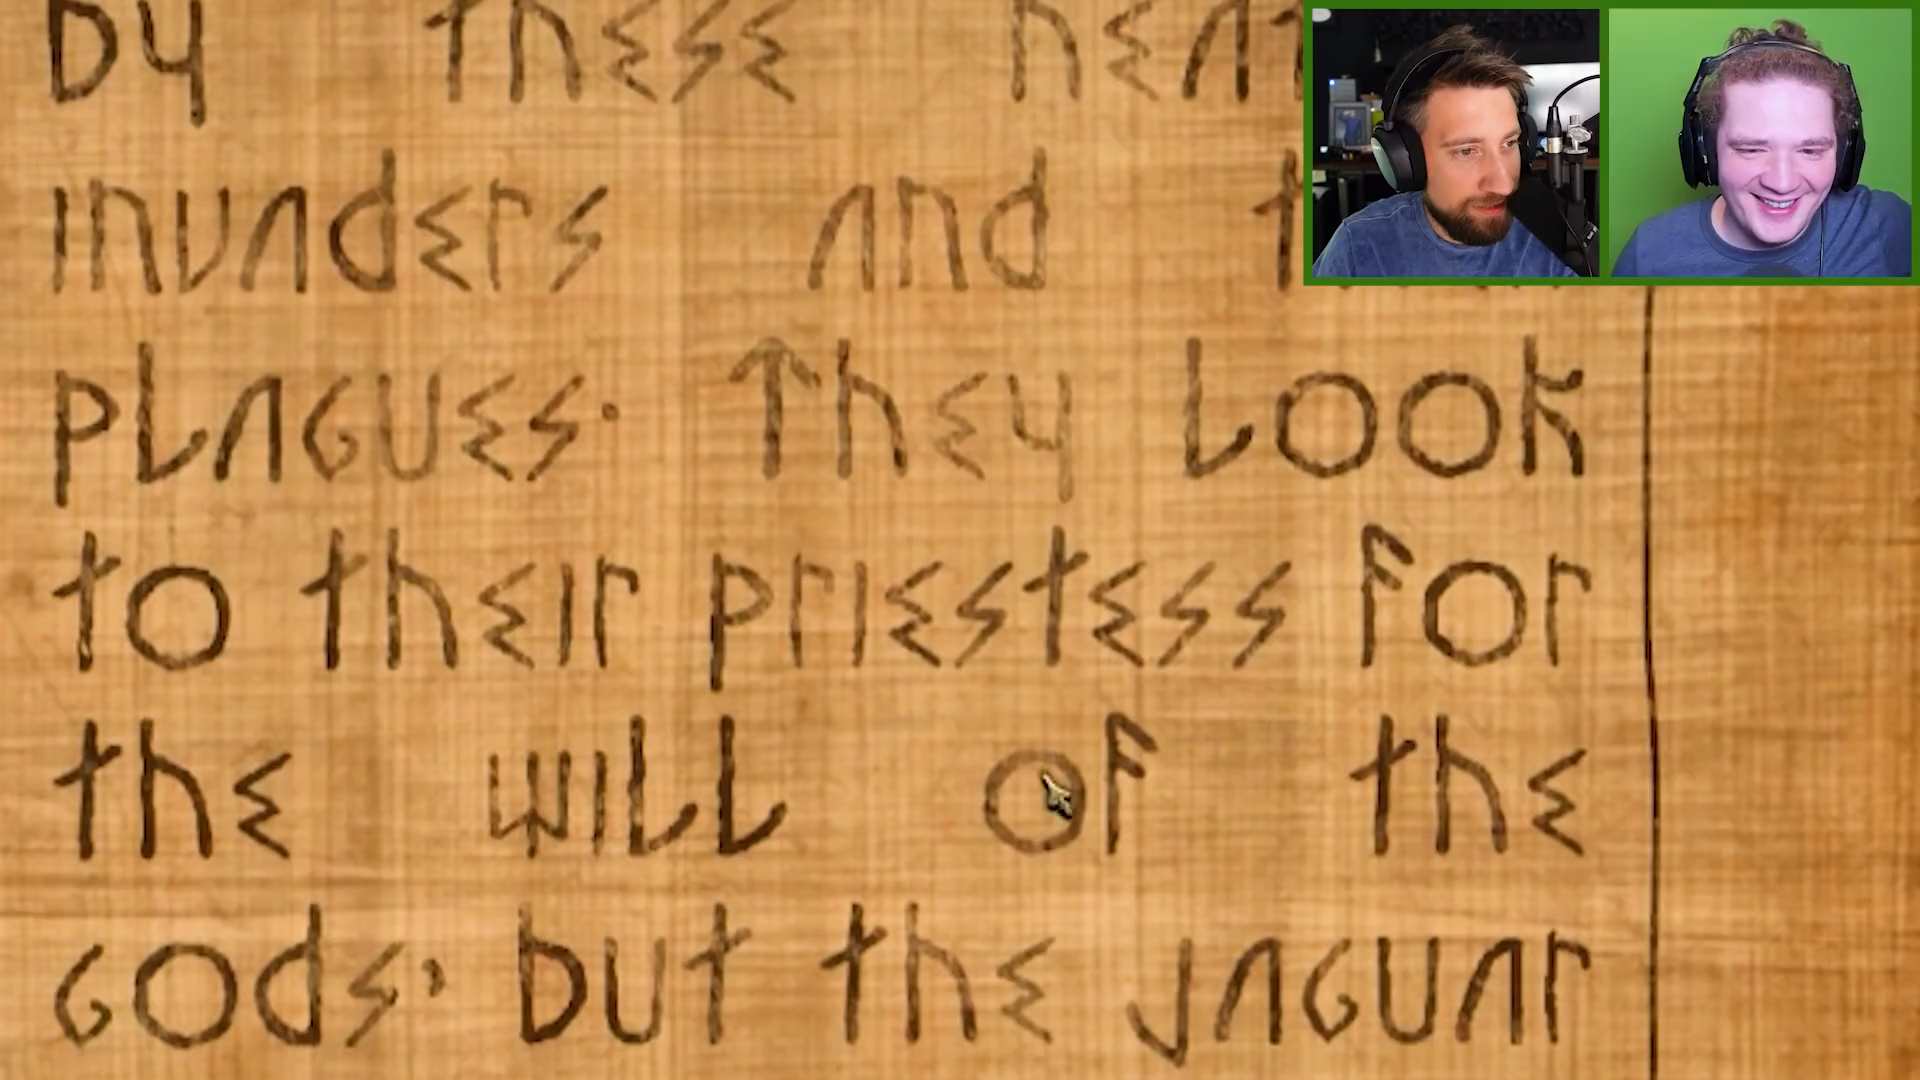 by these
invaders and
plagues. They look
to their priestess for
the will of the
gods, but the jaguar